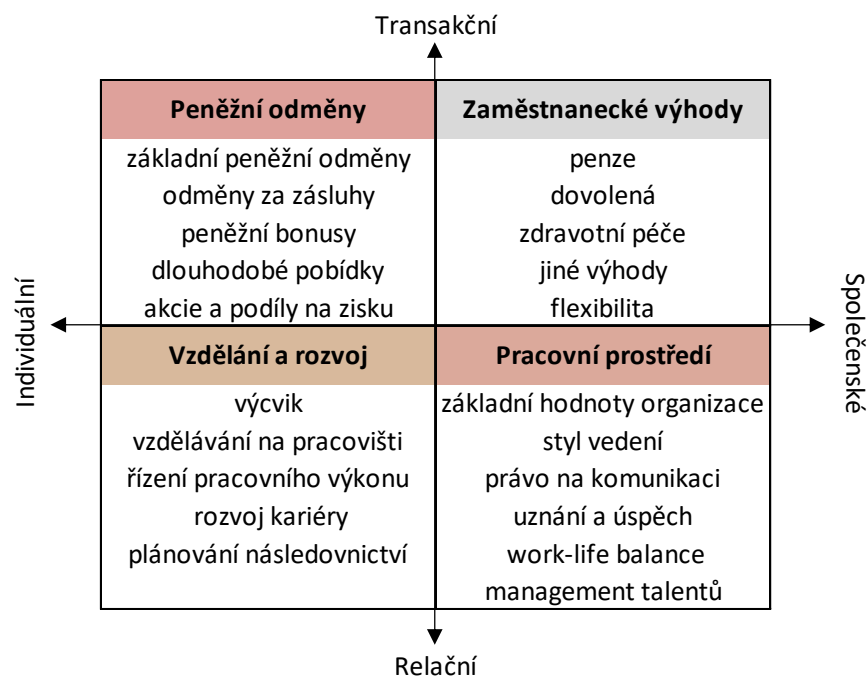 Transakční
Peněžní odměny
základní peněžní odměny
odměny za zásluhy
peněžní bonusy
dlouhodobé pobídky
akcie a podíly na zisku
Zaměstnanecké výhody
penze
dovolená
zdravotní péče
jiné výhody
flexibilita
Individuální
Společenské
Vzdělání a rozvoj
výcvik
vzdělávání na pracovišti
řízení pracovního výkonu
rozvoj kariéry
plánování následovnictví
Pracovní prostředí
základní hodnoty organizace
styl vedení
právo na komunikaci
uznání a úspěch
work-life balance
management talentů
Relační